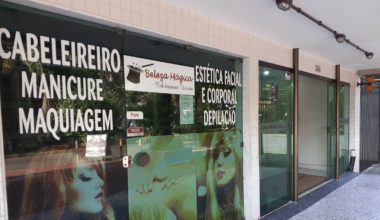 CABELEIREIRO
MANICURE
MAQUIAGEM
Beleza Mágica
ESTÉTICA FACIAL
E CORPORAL
DEPILAÇÃO